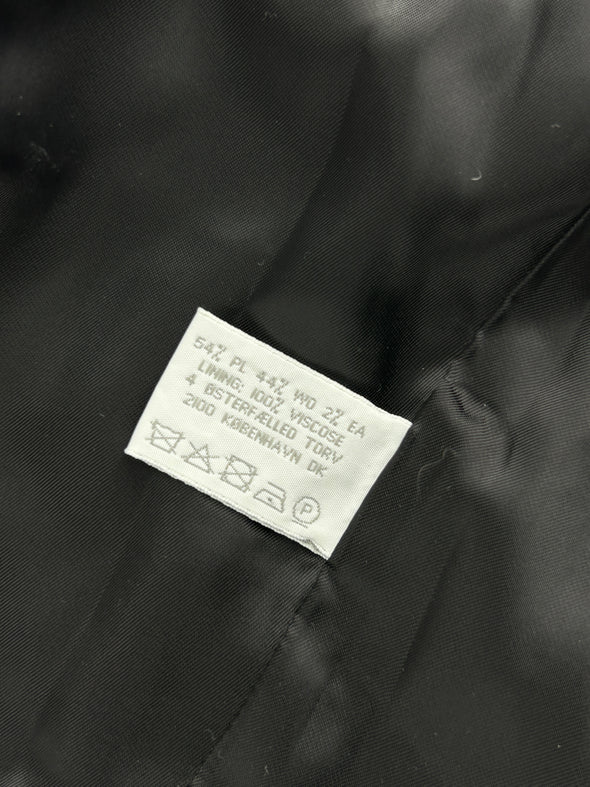 54% PL 44% WO 2% EA
LINING: 100% VISCOSE
4 ØSTERFÆLLED TORV
2100 KØBENHAVN DK
P